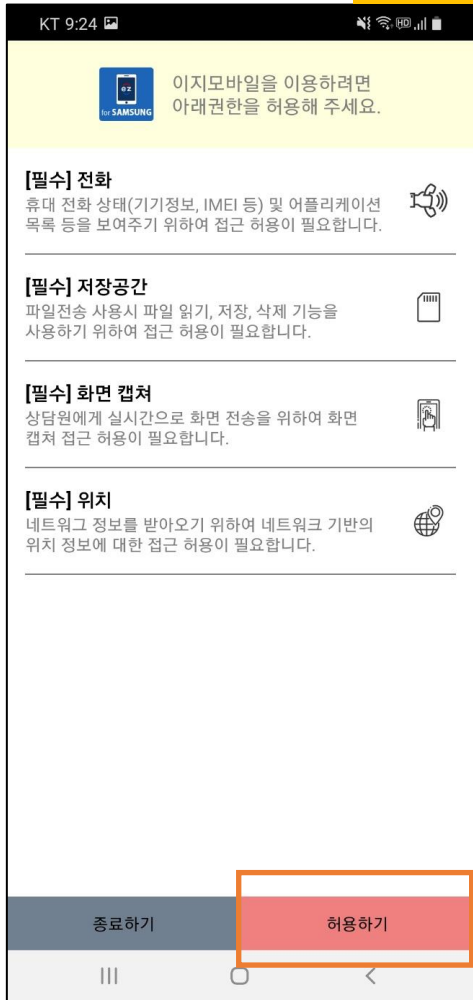 KT 9:24
HD
ez
for SAMSUNG
이지모바일을 이용하려면
아래권한을 허용해 주세요.
[필수] 전화
휴대 전화 상태(기기정보, IMEI 등) 및 어플리케이션
목록 등을 보여주기 위하여 접근 허용이 필요합니다.
[필수] 저장공간
파일전송 사용시 파일 읽기, 저장, 삭제 기능을
사용하기 위하여 접근 허용이 필요합니다.
[필수] 화면 캡쳐
상담원에게 실시간으로 화면 전송을 위하여 화면
캡쳐 접근 허용이 필요합니다.
[필수] 위치
네트워그 정보를 받아오기 위하여 네트워크 기반의
위치 정보에 대한 접근 허용이 필요합니다.
종료하기
허용하기